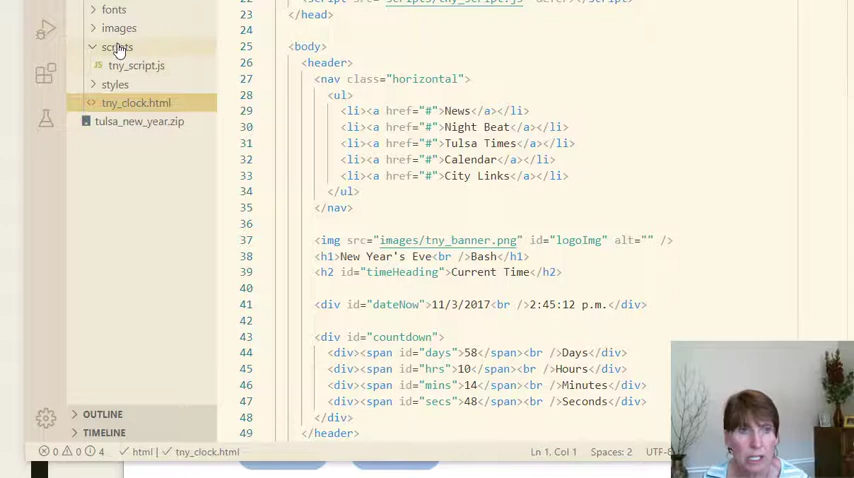 fonts
images
scripts
JS tny_script.js
styles
<> tny_clock.html
tulsa_new_year.zip
OUTLINE
TIMELINE
23 </head>
24
25 <body>
26 <header>
27 <nav class="horizontal">
28 <ul>
29 <li><a href="#">News</a></li>
30 <li><a href="#">Night Beat</a></li>
31 <li><a href="#">Tulsa Times</a></li>
32 <li><a href="#">Calendar</a></li>
33 <li><a href="#">City Links</a></li>
34 </ul>
35 </nav>
36
37 <img src="images/tny_banner.png" id="logoImg" alt="" />
38 <h1>New Year's Eve<br />Bash</h1>
39 <h2 id="timeHeading">Current Time</h2>
40
41 <div id="dateNow">11/3/2017<br />2:45:12 p.m.</div>
42
43 <div id="countdown">
44 <div><span id="days">58</span><br />Days</div>
45 <div><span id="hrs">10</span><br />Hours</div>
46 <div><span id="mins">14</span><br />Minutes</div>
47 <div><span id="secs">48</span><br />Seconds</div>
48 </div>
49 </header>
0 0 4 html tny_clock.html Ln 1, Col 1 Spaces: 2 UTF-8